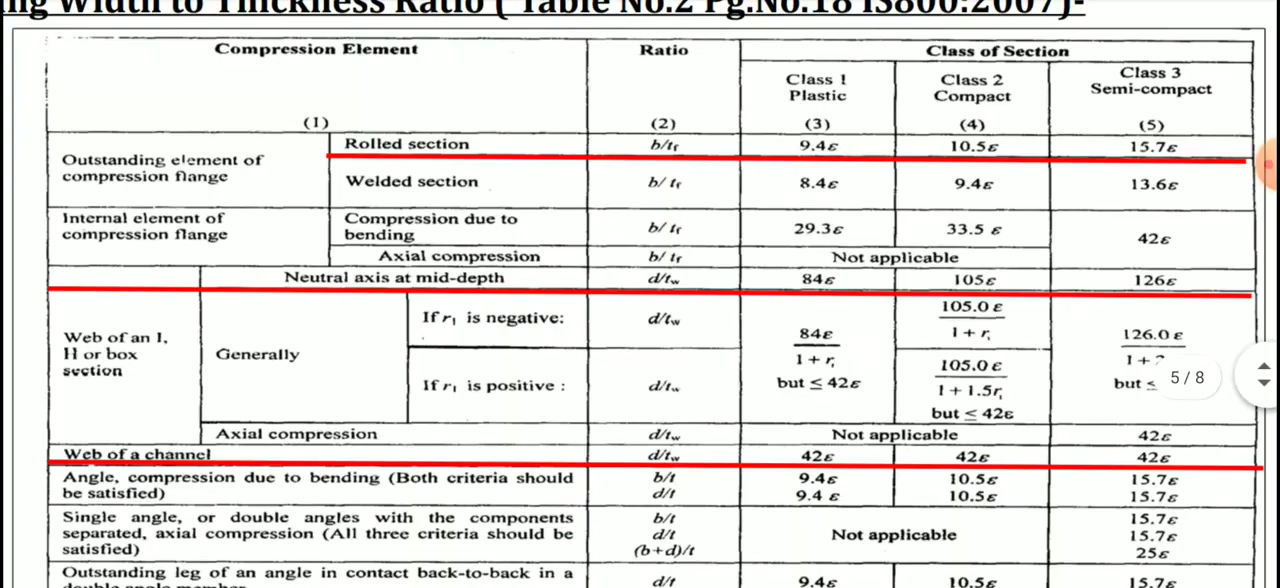 ng Width to Thickness Ratio ( Table No.2 Pg.No.18 IS800:2007)-
Compression Element Ratio Class of Section
Class 1 Plastic Class 2 Compact Class 3 Semi-compact
(1) (2) (3) (4) (5)
Outstanding element of compression flange Rolled section b/tf 9.4ε 10.5ε 15.7ε
Welded section b/ tf 8.4ε 9.4ε 13.6ε
Internal element of compression flange Compression due to bending b/ tf 29.3ε 33.5 ε 42ε
Axial compression b/ tf Not applicable
Neutral axis at mid-depth d/tw 84ε 105ε 126ε
Web of an I, H or box section Generally If r1 is negative: d/tw 84ε / 1 + r1 but ≤ 42ε 105.0 ε / 1 + r1 126.0 ε / 1 + but ≤
If r1 is positive : d/tw 105.0 ε / 1 + 1.5r1 but ≤ 42ε
5 / 8
Axial compression d/tw Not applicable 42ε
Web of a channel d/tw 42ε 42ε 42ε
Angle, compression due to bending (Both criteria should be satisfied) b/t 9.4ε 10.5ε 15.7ε
d/t 9.4 ε 10.5ε 15.7ε
Single angle, or double angles with the components separated, axial compression (All three criteria should be satisfied) b/t d/t (b+d)/t Not applicable 15.7ε 15.7ε 25ε
Outstanding leg of an angle in contact back-to-back in a d/t 9.4ε 10.5ε 15.7ε